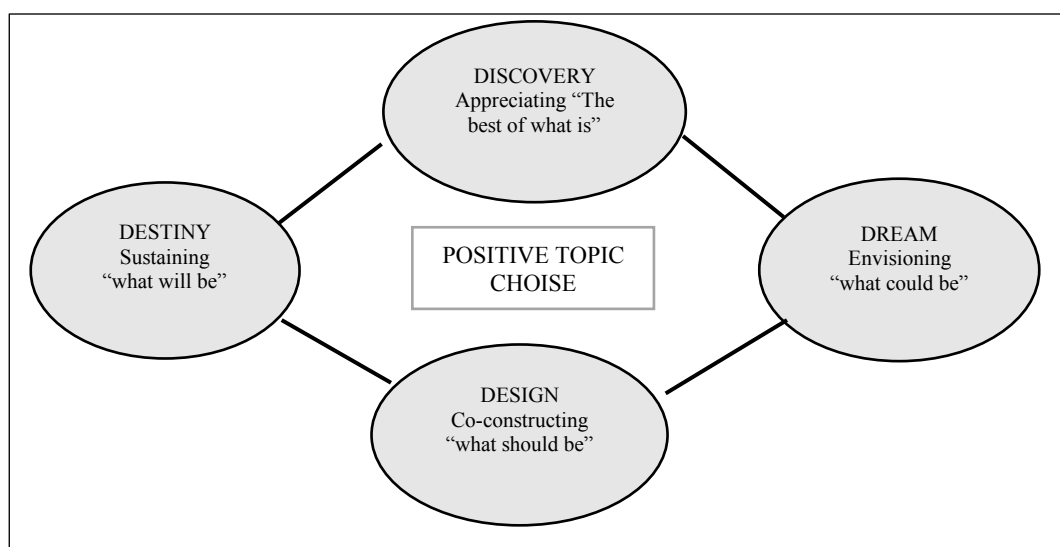 DISCOVERY
Appreciating “The
best of what is”
DESTINY
Sustaining
“what will be”
POSITIVE TOPIC
CHOISE
DREAM
Envisioning
“what could be”
DESIGN
Co-constructing
“what should be”